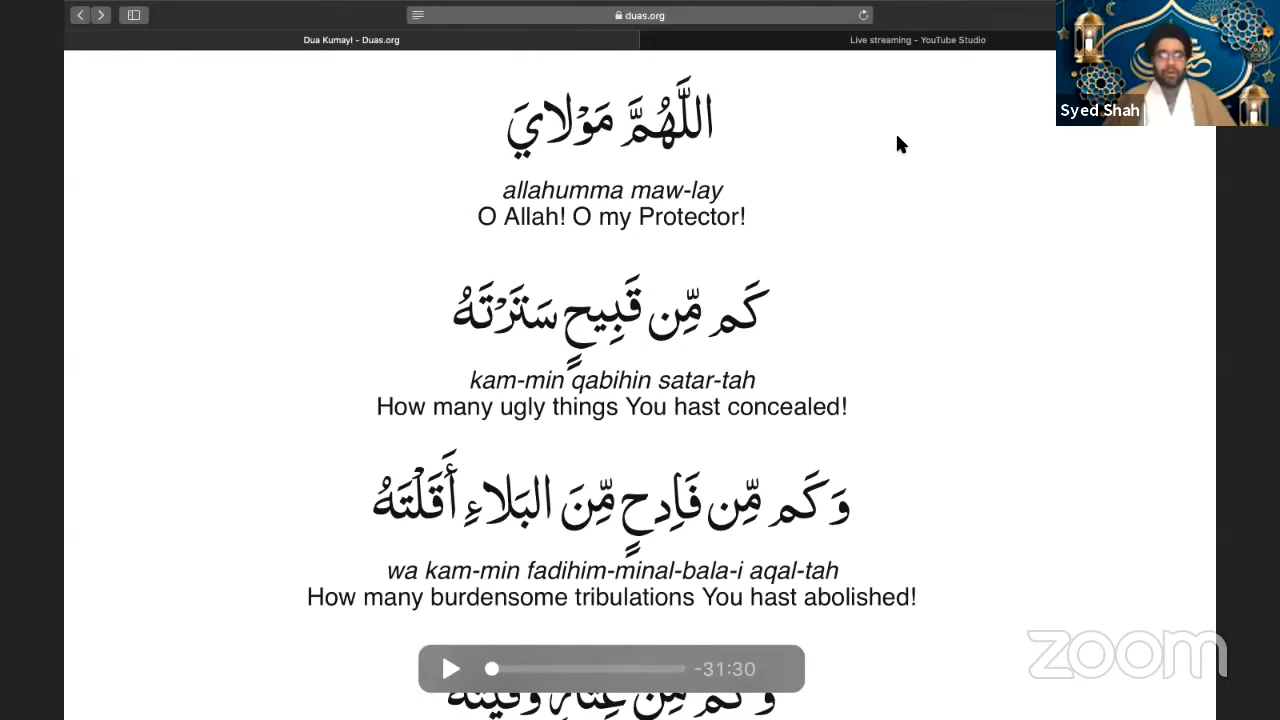 duas.org
Dua Kumayl - Duas.org
Live streaming - YouTube Studio
Syed Shah
اللَّهُمَّ مَوْلايَ
allahumma maw-lay
O Allah! O my Protector!
كَم مِّن قَبِيحٍ سَتَرْتَهُ
kam-min qabihin satar-tah
How many ugly things You hast concealed!
وَكَم مِّن فَادِحٍ مِّنَ البَلاءِ أَقَلْتَهُ
wa kam-min fadihim-minal-bala-i aqal-tah
How many burdensome tribulations You hast abolished!
-31:30
zoom